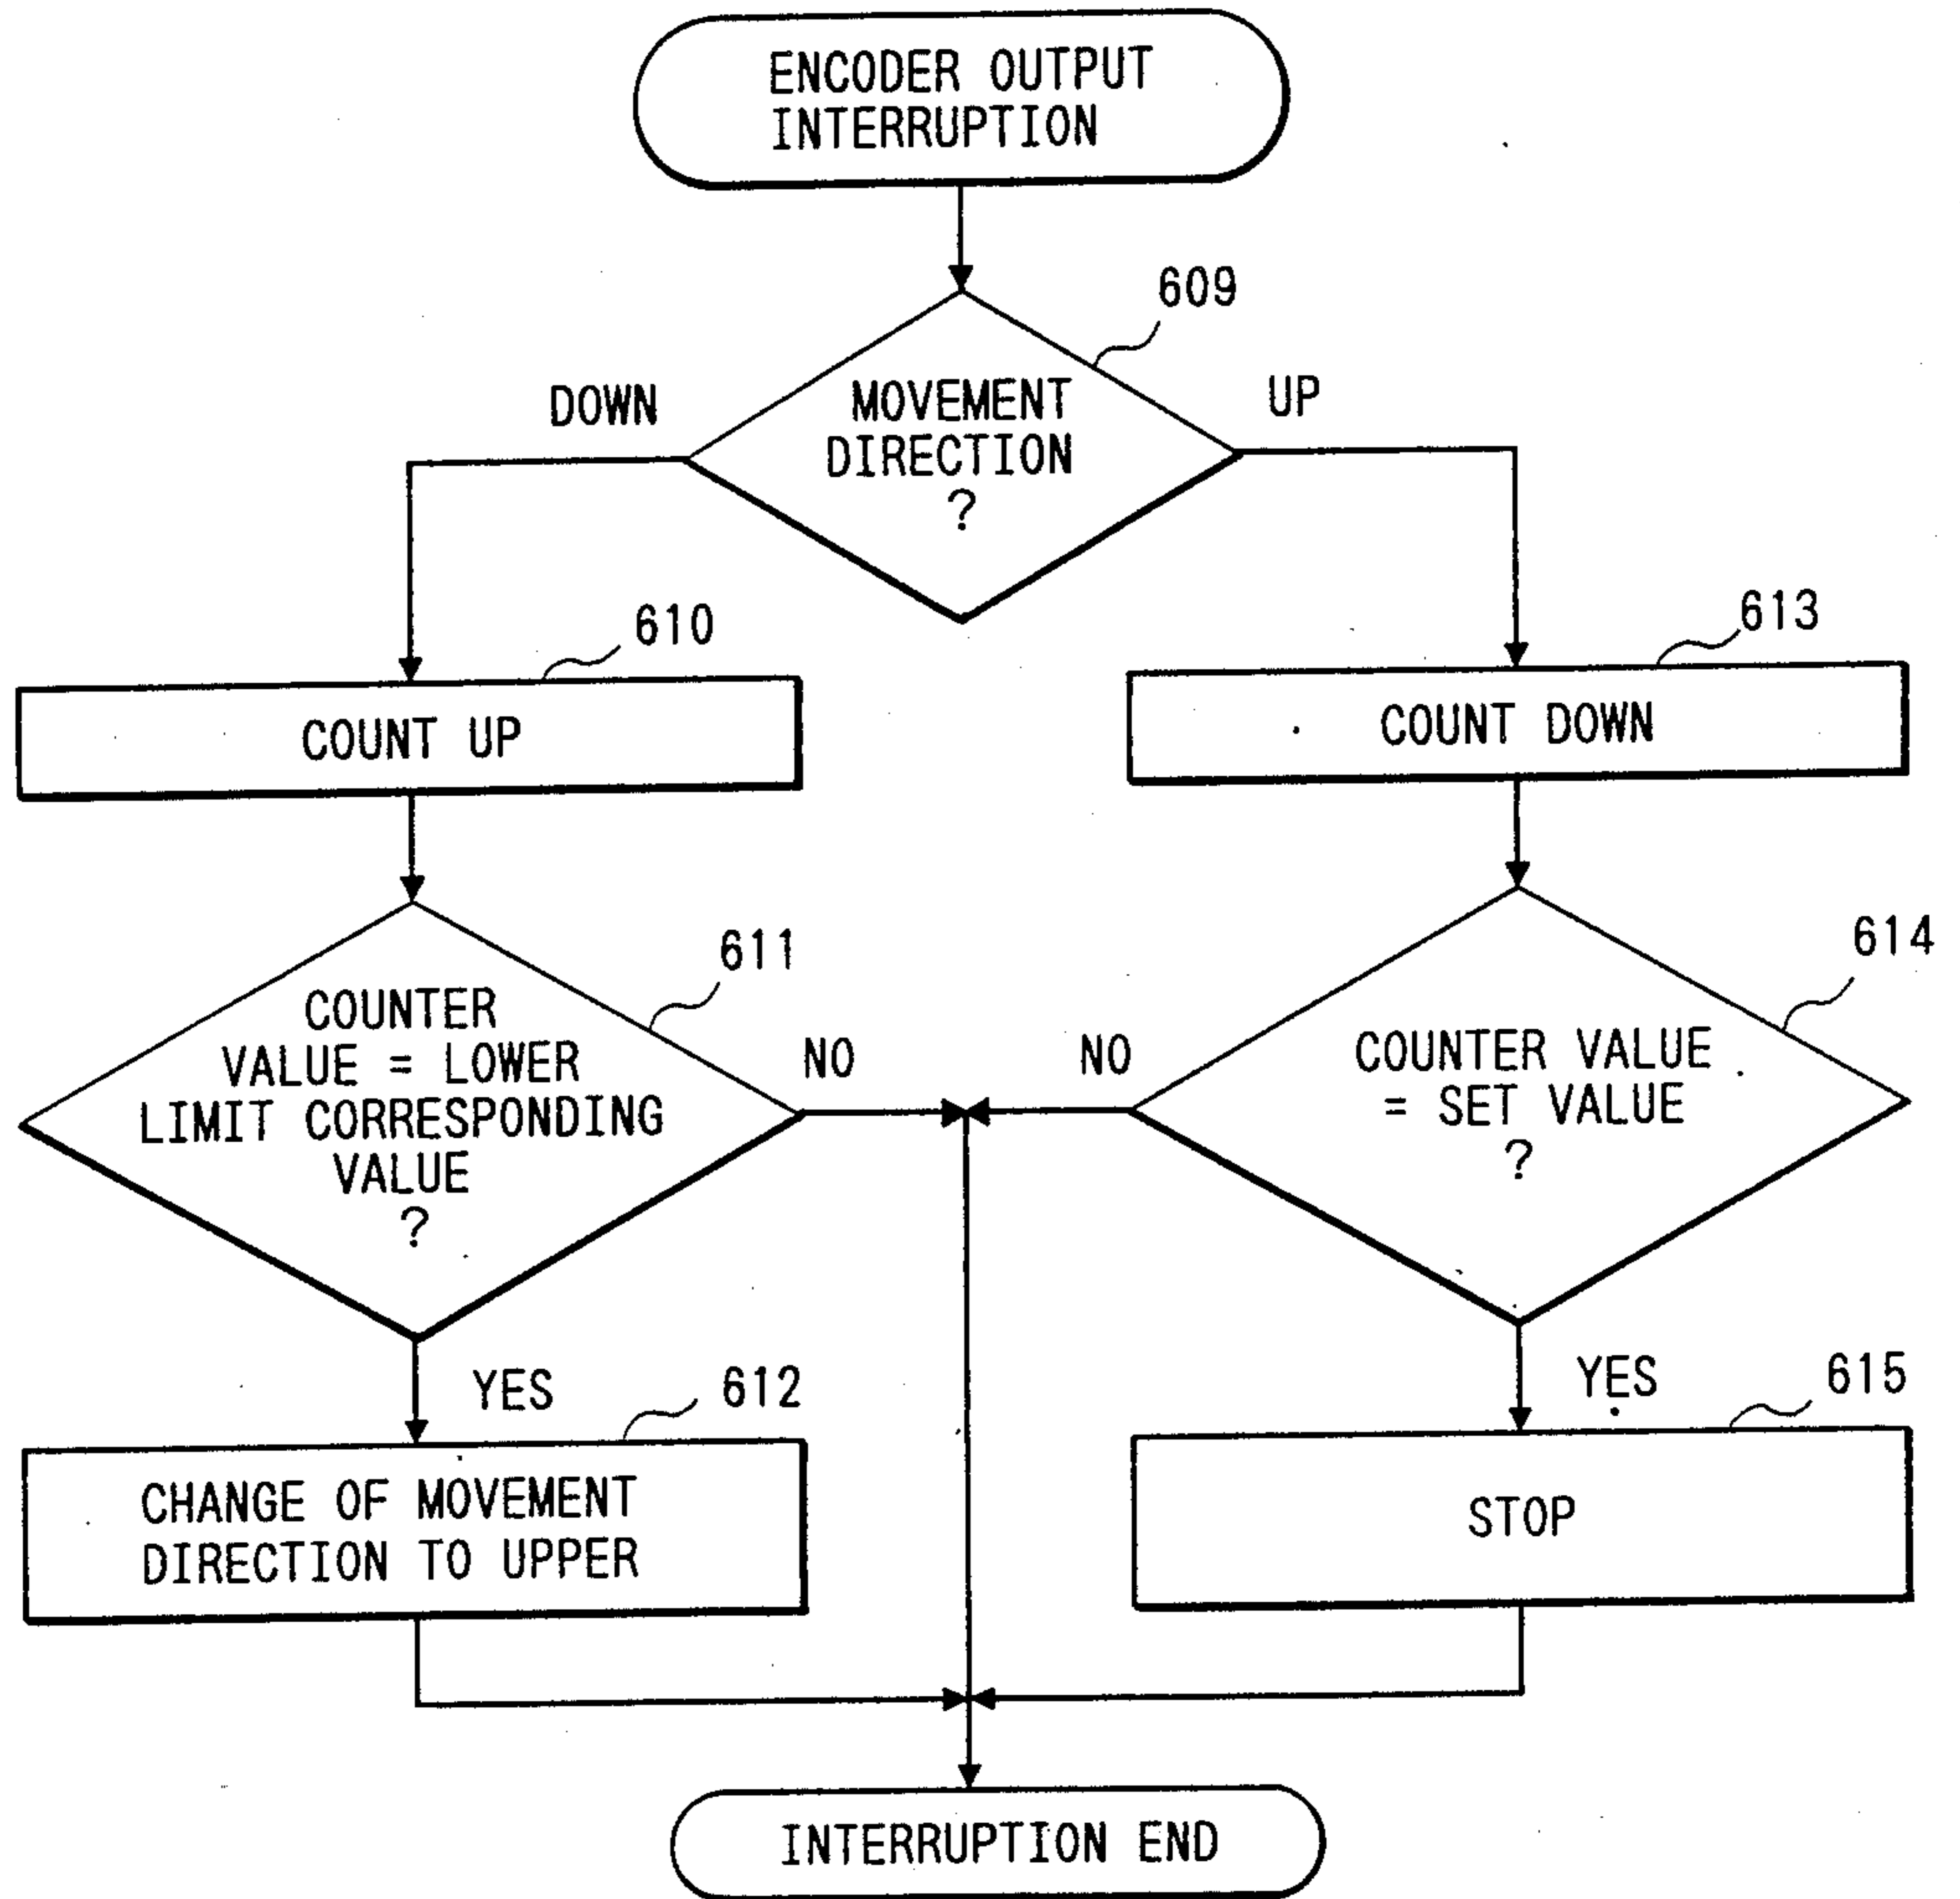 ENCODER OUTPUT
INTERRUPTION
609
DOWN
MOVEMENT
DIRECTION
?
UP
610
COUNT UP
613
COUNT DOWN
611
COUNTER
VALUE = LOWER
LIMIT CORRESPONDING
VALUE
?
NO
NO
614
COUNTER VALUE
= SET VALUE
?
YES
612
CHANGE OF MOVEMENT
DIRECTION TO UPPER
YES
615
STOP
INTERRUPTION END